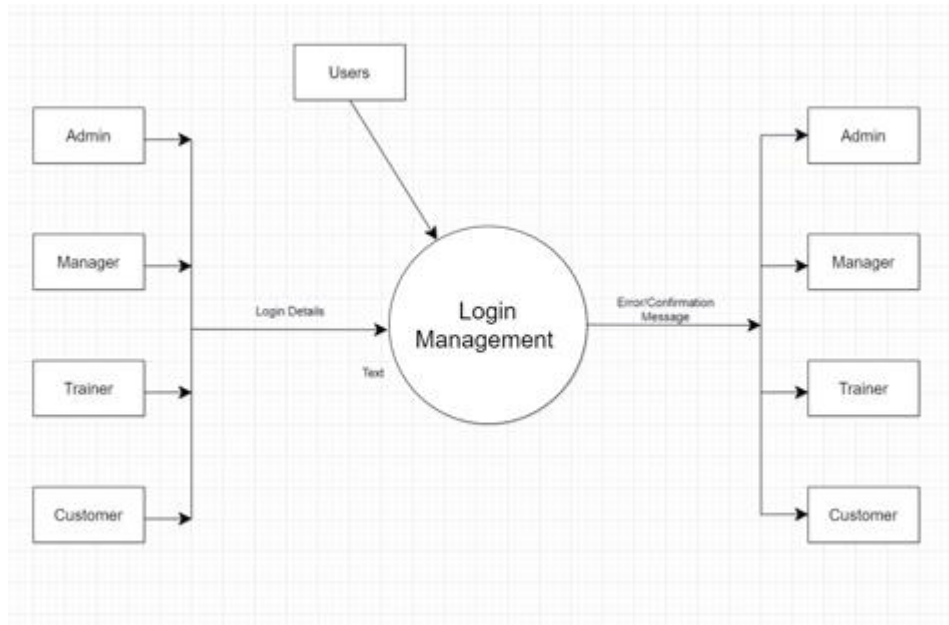 Users
Admin
Manager
Trainer
Customer
Login Details
Text
Login
Management
Error/Confirmation
Message
Admin
Manager
Trainer
Customer